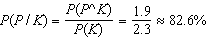 P(P / K) = P(P^K) / P(K) = 1.9 / 2.3 ≈ 82.6%